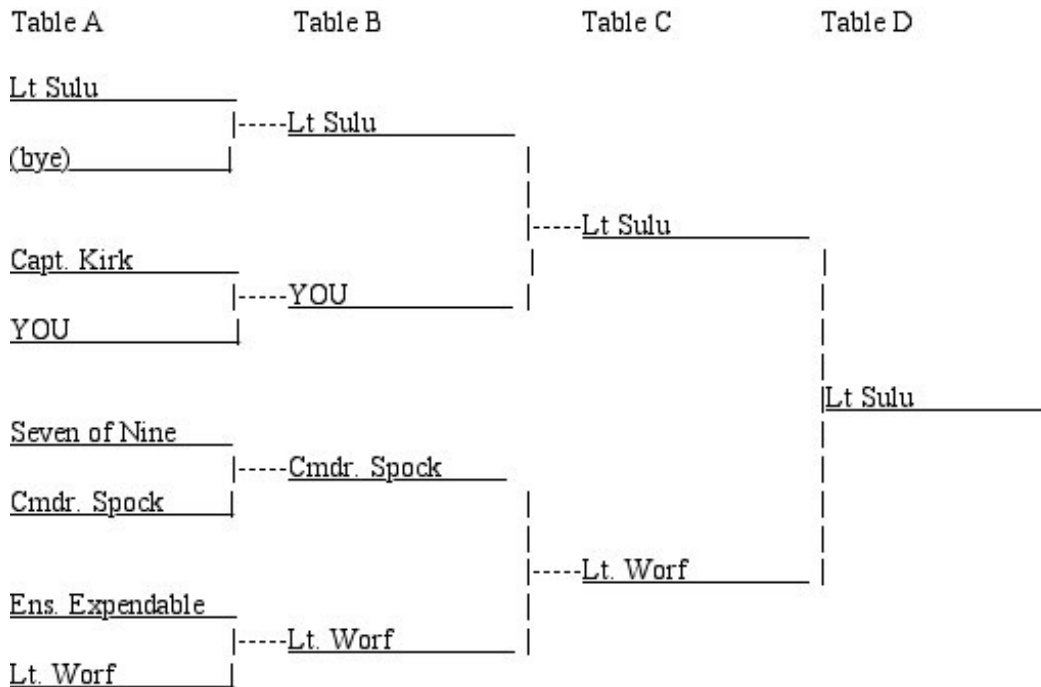 Table A Table B Table C Table D
Lt Sulu
Lt Sulu
(bye)
Lt Sulu
Capt. Kirk
YOU
YOU
Lt Sulu
Seven of Nine
Cmdr. Spock
Cmdr. Spock
Lt. Worf
Ens. Expendable
Lt. Worf
Lt. Worf